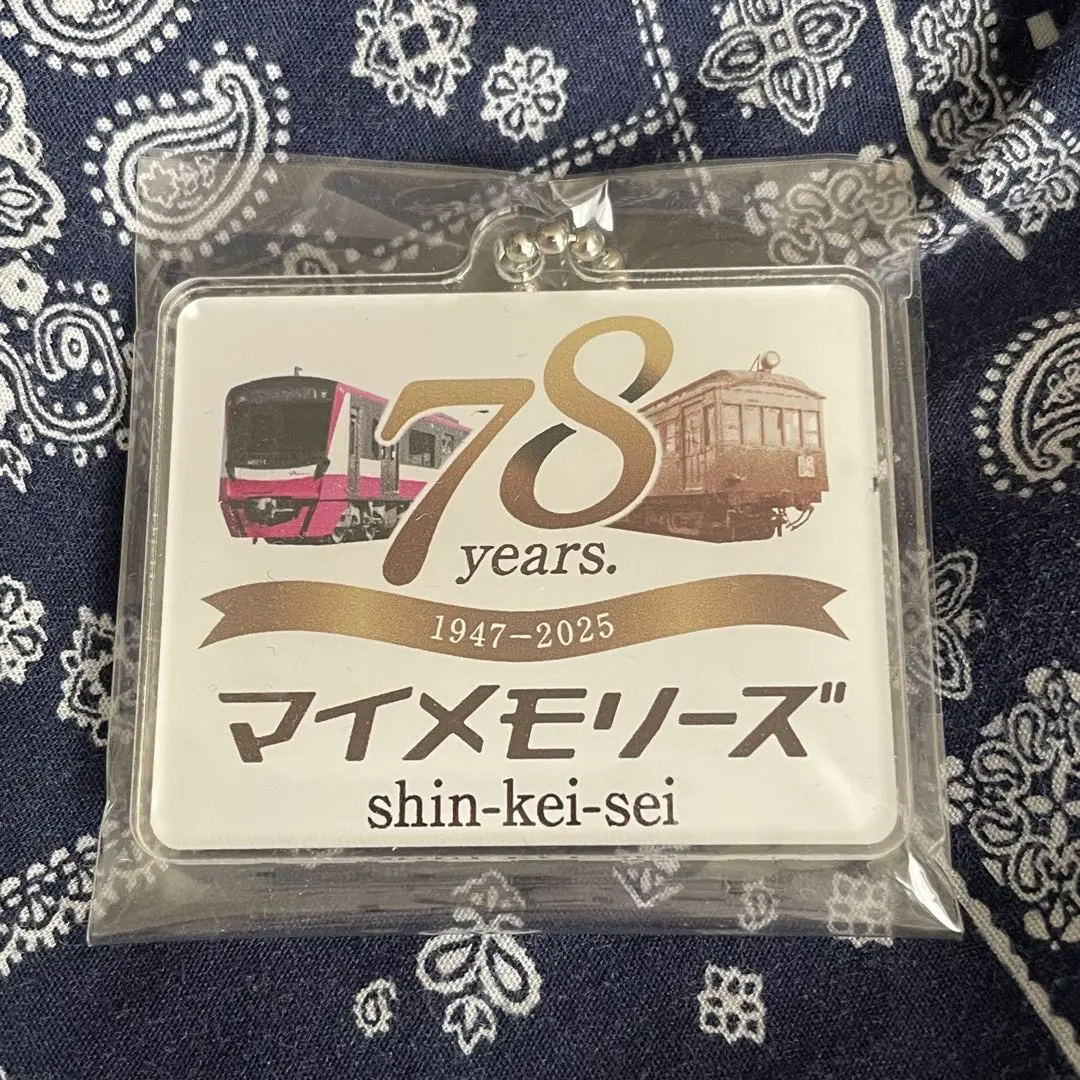 78
years.
1947-2025
マイメモリーズ
shin-kei-sei